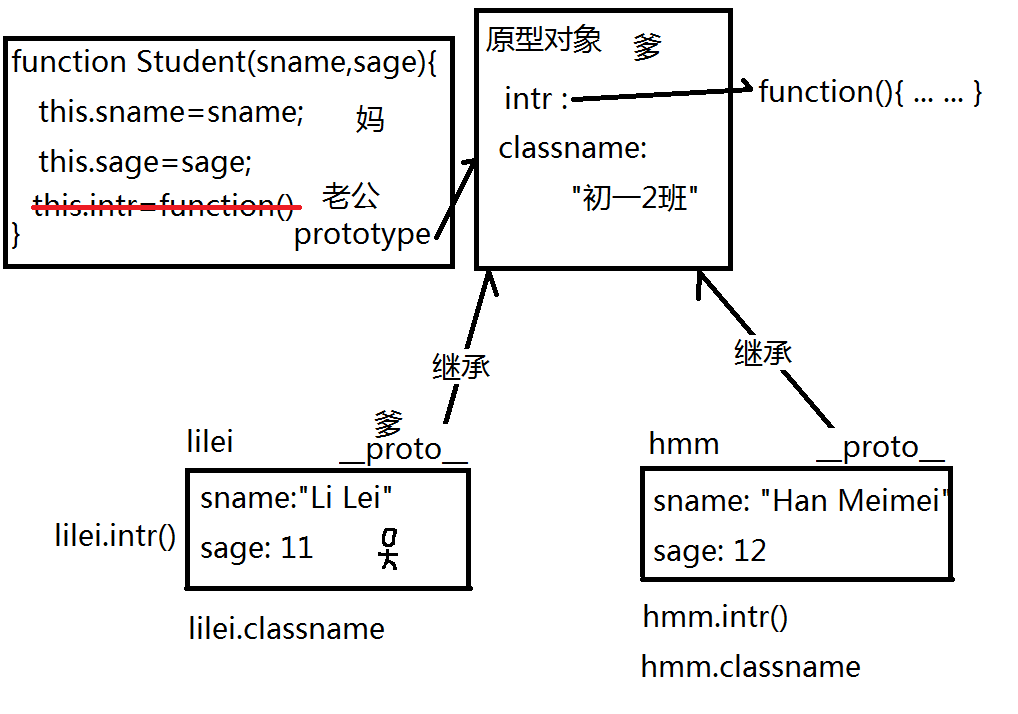 function Student(sname,sage){
this.sname=sname;
妈
this.sage=sage;
this.intr=function()
老公
}
prototype
原型对象 爹
intr :
function(){ ... ... }
classname:
"初一2班"
继承
继承
爹
lilei
__proto__
sname:"Li Lei"
lilei.intr()
sage: 11
lilei.classname
hmm
__proto__
sname: "Han Meimei"
sage: 12
hmm.intr()
hmm.classname